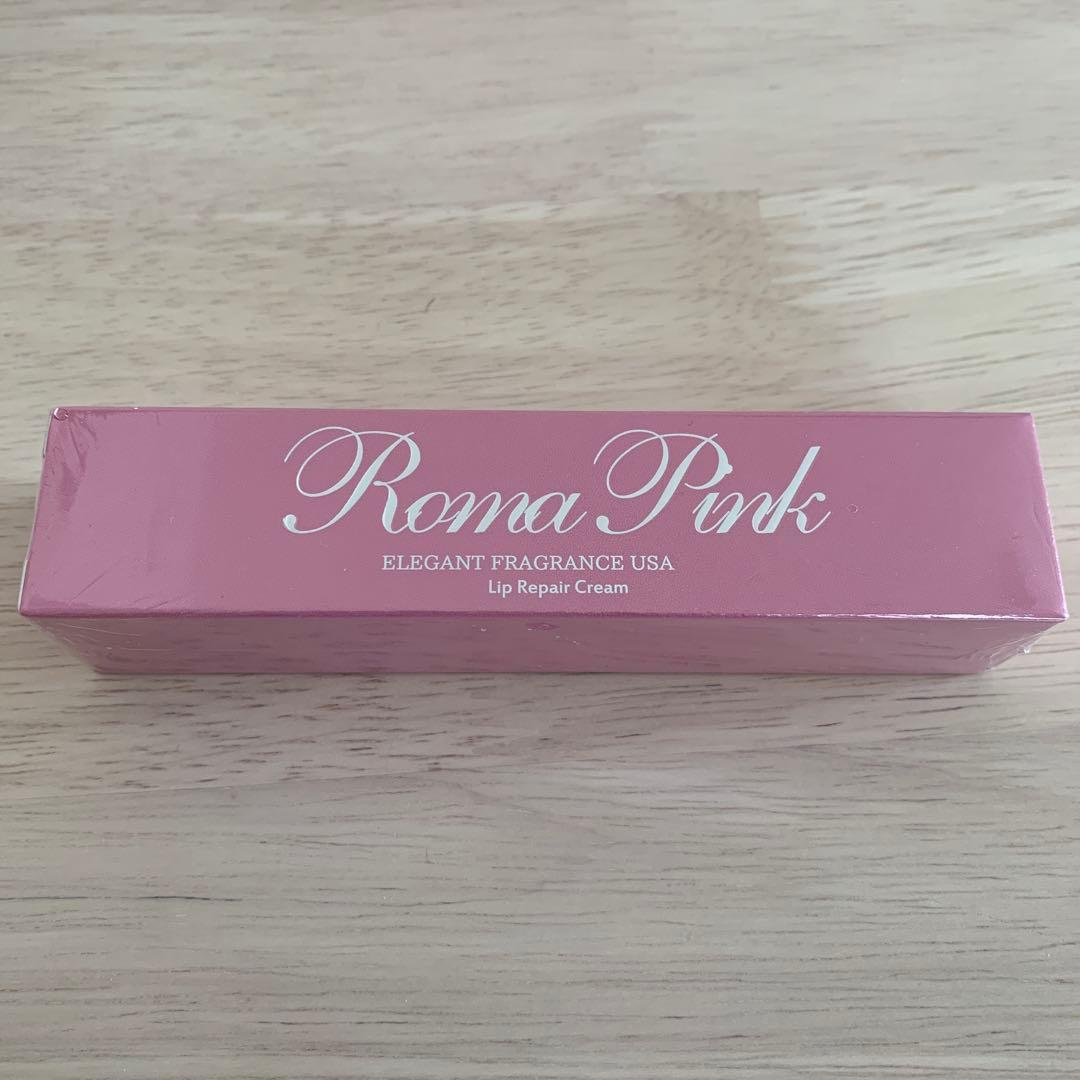 Roma Pink
ELEGANT FRAGRANCE USA
Lip Repair Cream